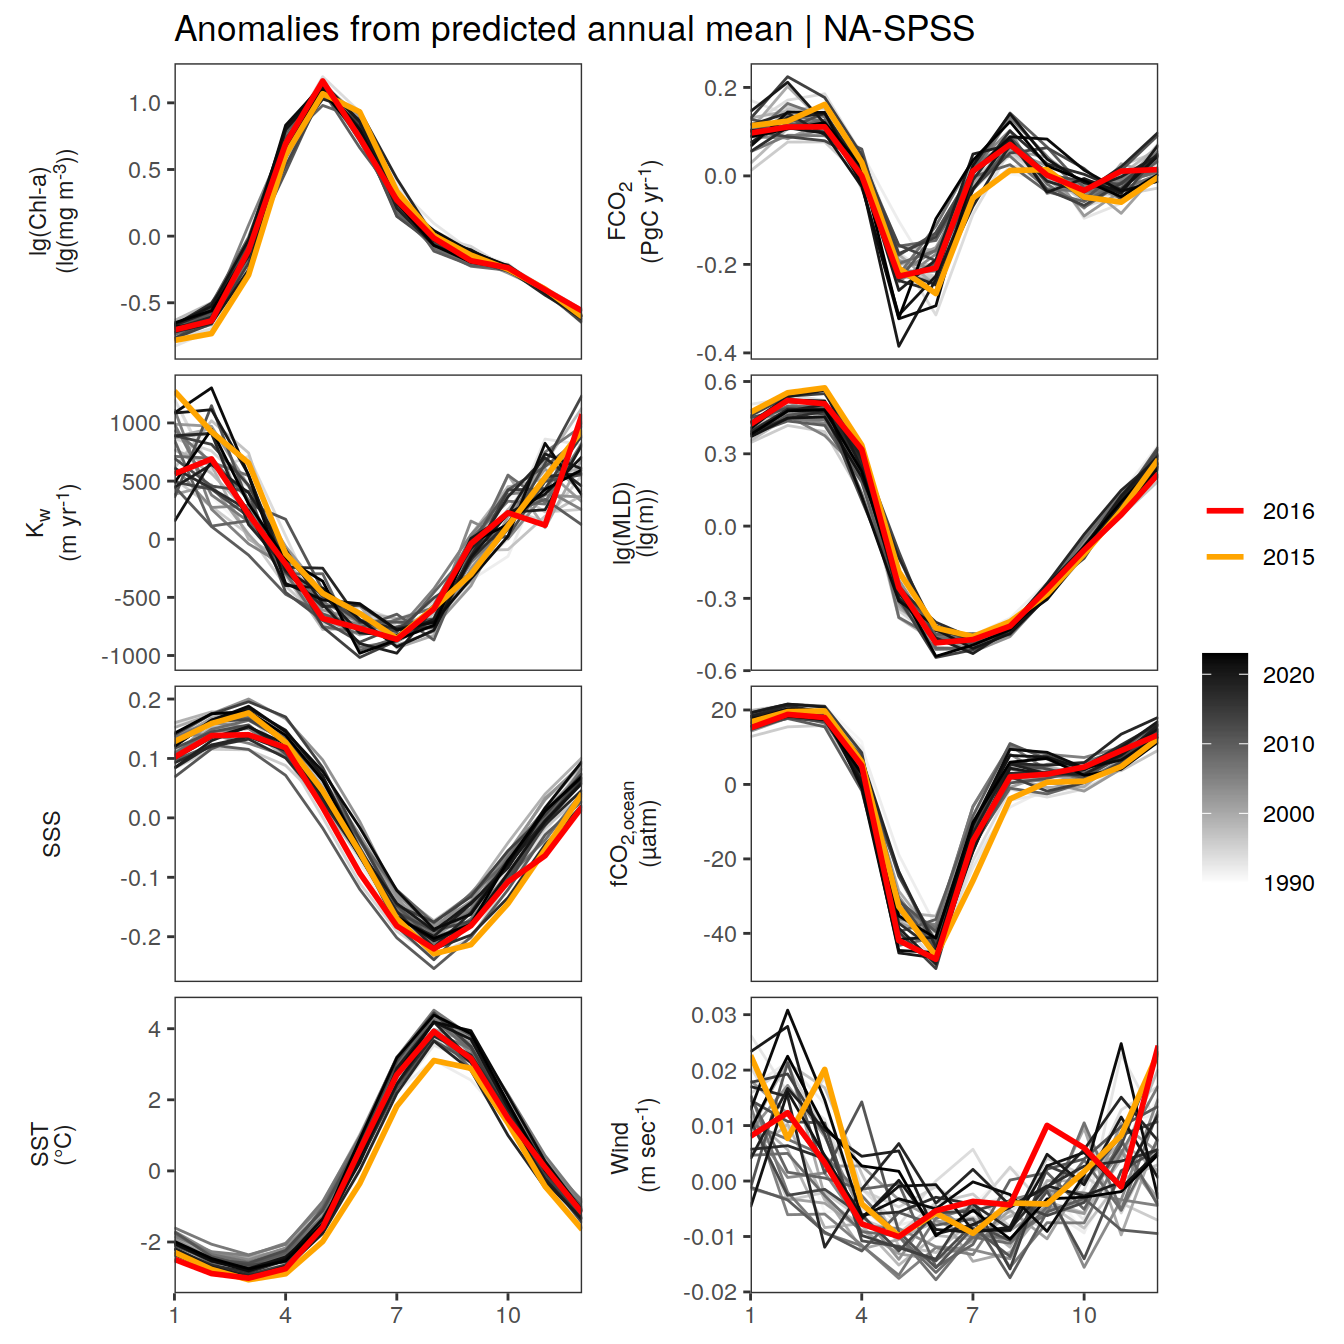 Anomalies from predicted annual mean | NA-SPSS
lg(Chl-a)
(lg(mg m-3))
1.0
0.5
0.0
-0.5
FCO2
(PgC yr-1)
0.2
0.0
-0.2
-0.4
Kw
(m yr-1)
1000
500
0
-500
-1000
lg(MLD)
(lg(m))
0.6
0.3
0.0
-0.3
-0.6
SSS
0.2
0.1
0.0
-0.1
-0.2
fCO2,ocean
(µatm)
20
0
-20
-40
SST
(°C)
4
2
0
-2
1 4 7 10
Wind
(m sec-1)
0.03
0.02
0.01
0.00
-0.01
-0.02
1 4 7 10
2016
2015
2020
2010
2000
1990